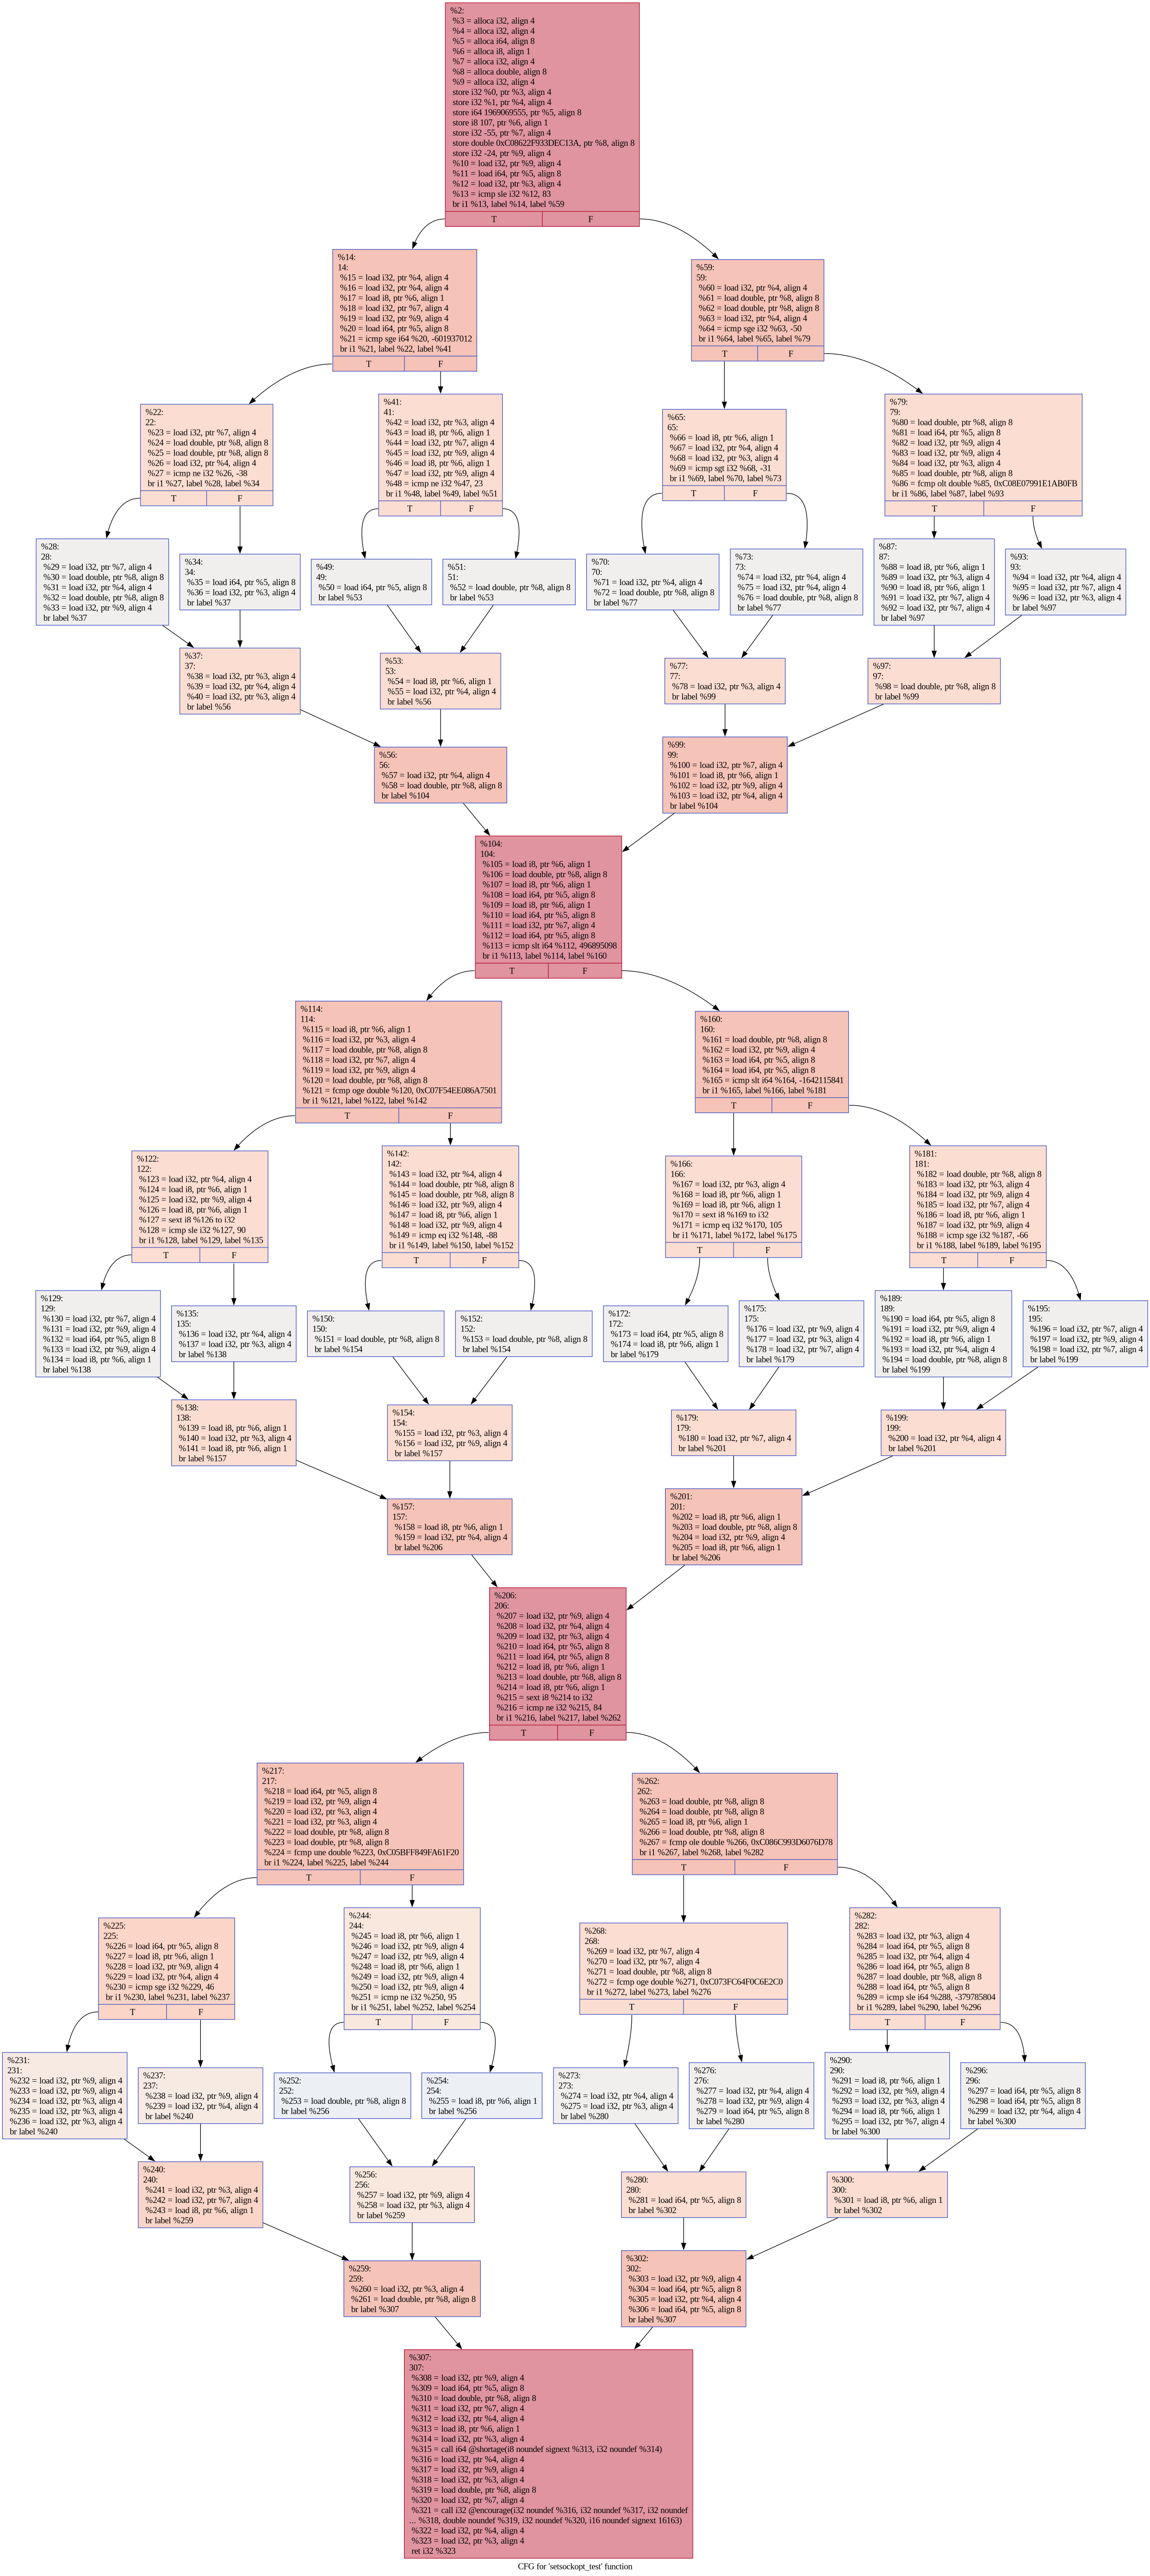 %2:
%3 = alloca i32, align 4
%4 = alloca i32, align 4
%5 = alloca i64, align 8
%6 = alloca i8, align 1
%7 = alloca i32, align 4
%8 = alloca double, align 8
%9 = alloca i32, align 4
store i32 %0, ptr %3, align 4
store i32 %1, ptr %4, align 4
store i64 1969069555, ptr %5, align 8
store i8 107, ptr %6, align 1
store i32 -55, ptr %7, align 4
store double 0xC08622F933DEC13A, ptr %8, align 8
store i32 -24, ptr %9, align 4
%10 = load i32, ptr %9, align 4
%11 = load i64, ptr %5, align 8
%12 = load i32, ptr %3, align 4
%13 = icmp sle i32 %12, 83
br i1 %13, label %14, label %59
T F
%14:
14:
%15 = load i32, ptr %4, align 4
%16 = load i32, ptr %4, align 4
%17 = load i8, ptr %6, align 1
%18 = load i32, ptr %7, align 4
%19 = load i32, ptr %9, align 4
%20 = load i64, ptr %5, align 8
%21 = icmp sge i64 %20, -601937012
br i1 %21, label %22, label %41
T F
%59:
59:
%60 = load i32, ptr %4, align 4
%61 = load double, ptr %8, align 8
%62 = load double, ptr %8, align 8
%63 = load i32, ptr %4, align 4
%64 = icmp sge i32 %63, -50
br i1 %64, label %65, label %79
T F
%22:
22:
%23 = load i32, ptr %7, align 4
%24 = load double, ptr %8, align 8
%25 = load double, ptr %8, align 8
%26 = load i32, ptr %4, align 4
%27 = icmp ne i32 %26, -38
br i1 %27, label %28, label %34
T F
%41:
41:
%42 = load i32, ptr %3, align 4
%43 = load i8, ptr %6, align 1
%44 = load i32, ptr %7, align 4
%45 = load i32, ptr %9, align 4
%46 = load i8, ptr %6, align 1
%47 = load i32, ptr %9, align 4
%48 = icmp ne i32 %47, 23
br i1 %48, label %49, label %51
T F
%65:
65:
%66 = load i8, ptr %6, align 1
%67 = load i32, ptr %4, align 4
%68 = load i32, ptr %3, align 4
%69 = icmp sgt i32 %68, -31
br i1 %69, label %70, label %73
T F
%79:
79:
%80 = load double, ptr %8, align 8
%81 = load i64, ptr %5, align 8
%82 = load i32, ptr %9, align 4
%83 = load i32, ptr %9, align 4
%84 = load i32, ptr %3, align 4
%85 = load double, ptr %8, align 8
%86 = fcmp olt double %85, 0xC08E07991E1AB0FB
br i1 %86, label %87, label %93
T F
%28:
28:
%29 = load i32, ptr %7, align 4
%30 = load double, ptr %8, align 8
%31 = load i32, ptr %4, align 4
%32 = load double, ptr %8, align 8
%33 = load i32, ptr %9, align 4
br label %37
%34:
34:
%35 = load i64, ptr %5, align 8
%36 = load i32, ptr %3, align 4
br label %37
%49:
49:
%50 = load i64, ptr %5, align 8
br label %53
%51:
51:
%52 = load double, ptr %8, align 8
br label %53
%70:
70:
%71 = load i32, ptr %4, align 4
%72 = load double, ptr %8, align 8
br label %77
%73:
73:
%74 = load i32, ptr %4, align 4
%75 = load i32, ptr %4, align 4
%76 = load double, ptr %8, align 8
br label %77
%87:
87:
%88 = load i8, ptr %6, align 1
%89 = load i32, ptr %3, align 4
%90 = load i8, ptr %6, align 1
%91 = load i32, ptr %7, align 4
%92 = load i32, ptr %7, align 4
br label %97
%93:
93:
%94 = load i32, ptr %4, align 4
%95 = load i32, ptr %7, align 4
%96 = load i32, ptr %3, align 4
br label %97
%37:
37:
%38 = load i32, ptr %3, align 4
%39 = load i32, ptr %4, align 4
%40 = load i32, ptr %3, align 4
br label %56
%53:
53:
%54 = load i8, ptr %6, align 1
%55 = load i32, ptr %4, align 4
br label %56
%77:
77:
%78 = load i32, ptr %3, align 4
br label %99
%97:
97:
%98 = load double, ptr %8, align 8
br label %99
%56:
56:
%57 = load i32, ptr %4, align 4
%58 = load double, ptr %8, align 8
br label %104
%99:
99:
%100 = load i32, ptr %7, align 4
%101 = load i8, ptr %6, align 1
%102 = load i32, ptr %9, align 4
%103 = load i32, ptr %4, align 4
br label %104
%104:
104:
%105 = load i8, ptr %6, align 1
%106 = load double, ptr %8, align 8
%107 = load i8, ptr %6, align 1
%108 = load i64, ptr %5, align 8
%109 = load i8, ptr %6, align 1
%110 = load i64, ptr %5, align 8
%111 = load i32, ptr %7, align 4
%112 = load i64, ptr %5, align 8
%113 = icmp slt i64 %112, 496895098
br i1 %113, label %114, label %160
T F
%114:
114:
%115 = load i8, ptr %6, align 1
%116 = load i32, ptr %3, align 4
%117 = load double, ptr %8, align 8
%118 = load i32, ptr %7, align 4
%119 = load i32, ptr %9, align 4
%120 = load double, ptr %8, align 8
%121 = fcmp oge double %120, 0xC07F54EE086A7501
br i1 %121, label %122, label %142
T F
%160:
160:
%161 = load double, ptr %8, align 8
%162 = load i32, ptr %9, align 4
%163 = load i64, ptr %5, align 8
%164 = load i64, ptr %5, align 8
%165 = icmp slt i64 %164, -1642115841
br i1 %165, label %166, label %181
T F
%122:
122:
%123 = load i32, ptr %4, align 4
%124 = load i8, ptr %6, align 1
%125 = load i32, ptr %9, align 4
%126 = load i8, ptr %6, align 1
%127 = sext i8 %126 to i32
%128 = icmp sle i32 %127, 90
br i1 %128, label %129, label %135
T F
%142:
142:
%143 = load i32, ptr %4, align 4
%144 = load double, ptr %8, align 8
%145 = load double, ptr %8, align 8
%146 = load i32, ptr %9, align 4
%147 = load i8, ptr %6, align 1
%148 = load i32, ptr %9, align 4
%149 = icmp eq i32 %148, -88
br i1 %149, label %150, label %152
T F
%166:
166:
%167 = load i32, ptr %3, align 4
%168 = load i8, ptr %6, align 1
%169 = load i8, ptr %6, align 1
%170 = sext i8 %169 to i32
%171 = icmp eq i32 %170, 105
br i1 %171, label %172, label %175
T F
%181:
181:
%182 = load double, ptr %8, align 8
%183 = load i32, ptr %3, align 4
%184 = load i32, ptr %9, align 4
%185 = load i32, ptr %7, align 4
%186 = load i8, ptr %6, align 1
%187 = load i32, ptr %9, align 4
%188 = icmp sge i32 %187, -66
br i1 %188, label %189, label %195
T F
%129:
129:
%130 = load i32, ptr %7, align 4
%131 = load i32, ptr %9, align 4
%132 = load i64, ptr %5, align 8
%133 = load i32, ptr %9, align 4
%134 = load i8, ptr %6, align 1
br label %138
%135:
135:
%136 = load i32, ptr %4, align 4
%137 = load i32, ptr %3, align 4
br label %138
%150:
150:
%151 = load double, ptr %8, align 8
br label %154
%152:
152:
%153 = load double, ptr %8, align 8
br label %154
%172:
172:
%173 = load i64, ptr %5, align 8
%174 = load i8, ptr %6, align 1
br label %179
%175:
175:
%176 = load i32, ptr %9, align 4
%177 = load i32, ptr %3, align 4
%178 = load i32, ptr %7, align 4
br label %179
%189:
189:
%190 = load i64, ptr %5, align 8
%191 = load i32, ptr %9, align 4
%192 = load i8, ptr %6, align 1
%193 = load i32, ptr %4, align 4
%194 = load double, ptr %8, align 8
br label %199
%195:
195:
%196 = load i32, ptr %7, align 4
%197 = load i32, ptr %9, align 4
%198 = load i32, ptr %7, align 4
br label %199
%138:
138:
%139 = load i8, ptr %6, align 1
%140 = load i32, ptr %3, align 4
%141 = load i8, ptr %6, align 1
br label %157
%154:
154:
%155 = load i32, ptr %3, align 4
%156 = load i32, ptr %9, align 4
br label %157
%179:
179:
%180 = load i32, ptr %7, align 4
br label %201
%199:
199:
%200 = load i32, ptr %4, align 4
br label %201
%157:
157:
%158 = load i8, ptr %6, align 1
%159 = load i32, ptr %4, align 4
br label %206
%201:
201:
%202 = load i8, ptr %6, align 1
%203 = load double, ptr %8, align 8
%204 = load i32, ptr %9, align 4
%205 = load i8, ptr %6, align 1
br label %206
%206:
206:
%207 = load i32, ptr %9, align 4
%208 = load i32, ptr %4, align 4
%209 = load i32, ptr %3, align 4
%210 = load i64, ptr %5, align 8
%211 = load i64, ptr %5, align 8
%212 = load i8, ptr %6, align 1
%213 = load double, ptr %8, align 8
%214 = load i8, ptr %6, align 1
%215 = sext i8 %214 to i32
%216 = icmp ne i32 %215, 84
br i1 %216, label %217, label %262
T F
%217:
217:
%218 = load i64, ptr %5, align 8
%219 = load i32, ptr %9, align 4
%220 = load i32, ptr %3, align 4
%221 = load i32, ptr %3, align 4
%222 = load double, ptr %8, align 8
%223 = load double, ptr %8, align 8
%224 = fcmp une double %223, 0xC05BFF849FA61F20
br i1 %224, label %225, label %244
T F
%262:
262:
%263 = load double, ptr %8, align 8
%264 = load double, ptr %8, align 8
%265 = load i8, ptr %6, align 1
%266 = load double, ptr %8, align 8
%267 = fcmp ole double %266, 0xC086C993D6076D78
br i1 %267, label %268, label %282
T F
%225:
225:
%226 = load i64, ptr %5, align 8
%227 = load i8, ptr %6, align 1
%228 = load i32, ptr %9, align 4
%229 = load i32, ptr %4, align 4
%230 = icmp sge i32 %229, 46
br i1 %230, label %231, label %237
T F
%244:
244:
%245 = load i8, ptr %6, align 1
%246 = load i32, ptr %9, align 4
%247 = load i32, ptr %9, align 4
%248 = load i8, ptr %6, align 1
%249 = load i32, ptr %9, align 4
%250 = load i32, ptr %9, align 4
%251 = icmp ne i32 %250, 95
br i1 %251, label %252, label %254
T F
%268:
268:
%269 = load i32, ptr %7, align 4
%270 = load i32, ptr %7, align 4
%271 = load double, ptr %8, align 8
%272 = fcmp oge double %271, 0xC073FC64F0C6E2C0
br i1 %272, label %273, label %276
T F
%282:
282:
%283 = load i32, ptr %3, align 4
%284 = load i64, ptr %5, align 8
%285 = load i32, ptr %4, align 4
%286 = load i64, ptr %5, align 8
%287 = load double, ptr %8, align 8
%288 = load i64, ptr %5, align 8
%289 = icmp sle i64 %288, -379785804
br i1 %289, label %290, label %296
T F
%231:
231:
%232 = load i32, ptr %9, align 4
%233 = load i32, ptr %9, align 4
%234 = load i32, ptr %3, align 4
%235 = load i32, ptr %3, align 4
%236 = load i32, ptr %3, align 4
br label %240
%237:
237:
%238 = load i32, ptr %9, align 4
%239 = load i32, ptr %4, align 4
br label %240
%252:
252:
%253 = load double, ptr %8, align 8
br label %256
%254:
254:
%255 = load i8, ptr %6, align 1
br label %256
%273:
273:
%274 = load i32, ptr %4, align 4
%275 = load i32, ptr %3, align 4
br label %280
%276:
276:
%277 = load i32, ptr %4, align 4
%278 = load i32, ptr %9, align 4
%279 = load i64, ptr %5, align 8
br label %280
%290:
290:
%291 = load i8, ptr %6, align 1
%292 = load i32, ptr %9, align 4
%293 = load i32, ptr %3, align 4
%294 = load i8, ptr %6, align 1
%295 = load i32, ptr %7, align 4
br label %300
%296:
296:
%297 = load i64, ptr %5, align 8
%298 = load i64, ptr %5, align 8
%299 = load i32, ptr %4, align 4
br label %300
%240:
240:
%241 = load i32, ptr %3, align 4
%242 = load i32, ptr %7, align 4
%243 = load i8, ptr %6, align 1
br label %259
%256:
256:
%257 = load i32, ptr %9, align 4
%258 = load i32, ptr %3, align 4
br label %259
%280:
280:
%281 = load i64, ptr %5, align 8
br label %302
%300:
300:
%301 = load i8, ptr %6, align 1
br label %302
%259:
259:
%260 = load i32, ptr %3, align 4
%261 = load double, ptr %8, align 8
br label %307
%302:
302:
%303 = load i32, ptr %9, align 4
%304 = load i64, ptr %5, align 8
%305 = load i32, ptr %4, align 4
%306 = load i64, ptr %5, align 8
br label %307
%307:
307:
%308 = load i32, ptr %9, align 4
%309 = load i64, ptr %5, align 8
%310 = load double, ptr %8, align 8
%311 = load i32, ptr %7, align 4
%312 = load i32, ptr %4, align 4
%313 = load i8, ptr %6, align 1
%314 = load i32, ptr %3, align 4
%315 = call i64 @shortage(i8 noundef signext %313, i32 noundef %314)
%316 = load i32, ptr %4, align 4
%317 = load i32, ptr %9, align 4
%318 = load i32, ptr %3, align 4
%319 = load double, ptr %8, align 8
%320 = load i32, ptr %7, align 4
%321 = call i32 @encourage(i32 noundef %316, i32 noundef %317, i32 noundef
... %318, double noundef %319, i32 noundef %320, i16 noundef signext 16163)
%322 = load i32, ptr %4, align 4
%323 = load i32, ptr %3, align 4
ret i32 %323
CFG for 'setsockopt_test' function